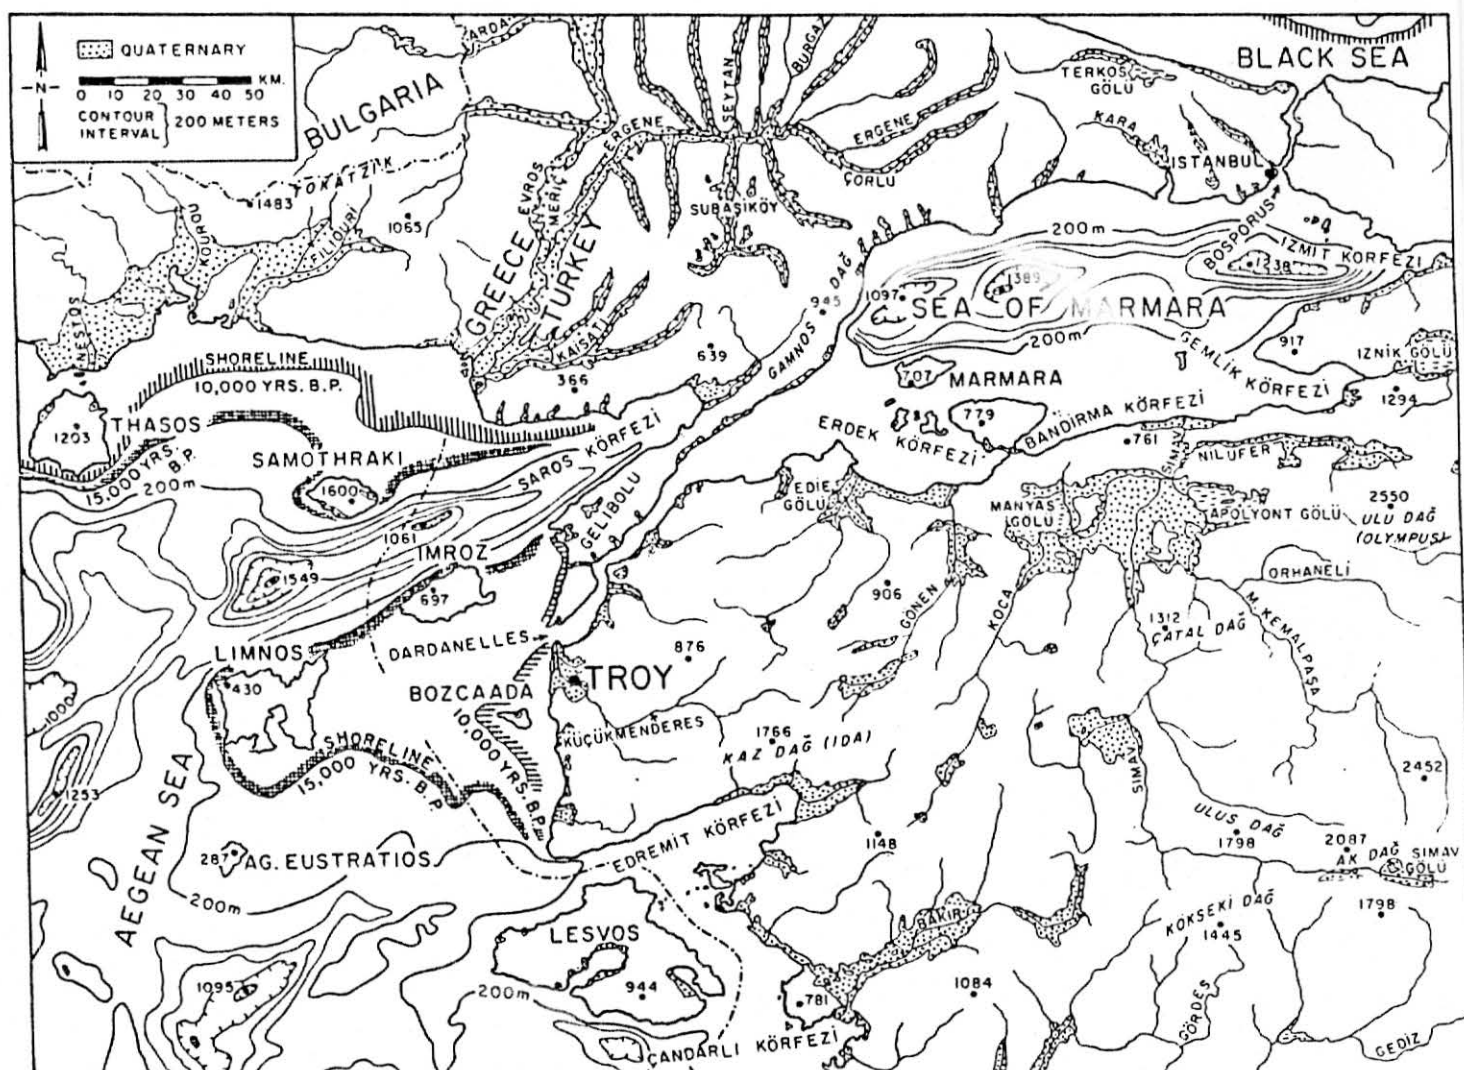 QUATERNARY
N
KM.
0 10 20 30 40 50
CONTOUR
INTERVAL
200 METERS
BLACK SEA
ARDA
BULGARIA
TOKATZIK
1483
1065
KOURDU
FILIOURI
NESTOS
SEYTAN
BURGAZ
ERGENE
ERGENE
ÇORLU
SUBAŞIKÖY
GREECE
EVROS
MERIÇ
TURKEY
KAISATI
TERKOS
GÖLÜ
KARA
ISTANBUL
BOSPORUS
200m
IZMIT KÖRFEZI
1238
1389
1097
945
GAMNOS DAĞ
SEA OF MARMARA
200m
GEMLIK KÖRFEZİ
917
IZNIK GÖLÜ
1294
639
366
707
MARMARA
779
ERDEK KÖRFEZİ
BANDIRMA KÖRFEZİ
761
SIMAV
NILÜFER
SHORELINE
10,000 YRS. B.P.
THASOS
1203
15,000 YRS.
B.P.
200m
SAMOTHRAKI
1600
SAROS KÖRFEZİ
1061
IMROZ
697
1549
GELIBOLU
EDIE
GÖLÜ
MANYAS
GÖLÜ
APOLYONT GÖLÜ
2550
ULU DAĞ
(OLYMPUS)
ORHANELİ
906
GÖNEN
KOCA
1312
ÇATAL DAĞ
M. KEMALPAŞA
LIMNOS
430
DARDANELLES
876
TROY
BOZCAADA
10,000 YRS. B.P.
KÜÇÜKMENDERES
1766
KAZ DAĞ (IDA)
SIMAV
2452
1000
1253
SHORELINE
15,000 YRS. B.P.
AEGEAN SEA
287
AG. EUSTRATIOS
200m
EDREMIT KÖRFEZİ
1148
ULUS DAĞ
1798
2087
AK DAĞ
SIMAV
GÖLÜ
1798
KÖKSEKİ DAĞ
1445
LESVOS
944
BAKIR
781
1084
1095
200m
ÇANDARLI KÖRFEZİ
GÖRDES
GEDİZ